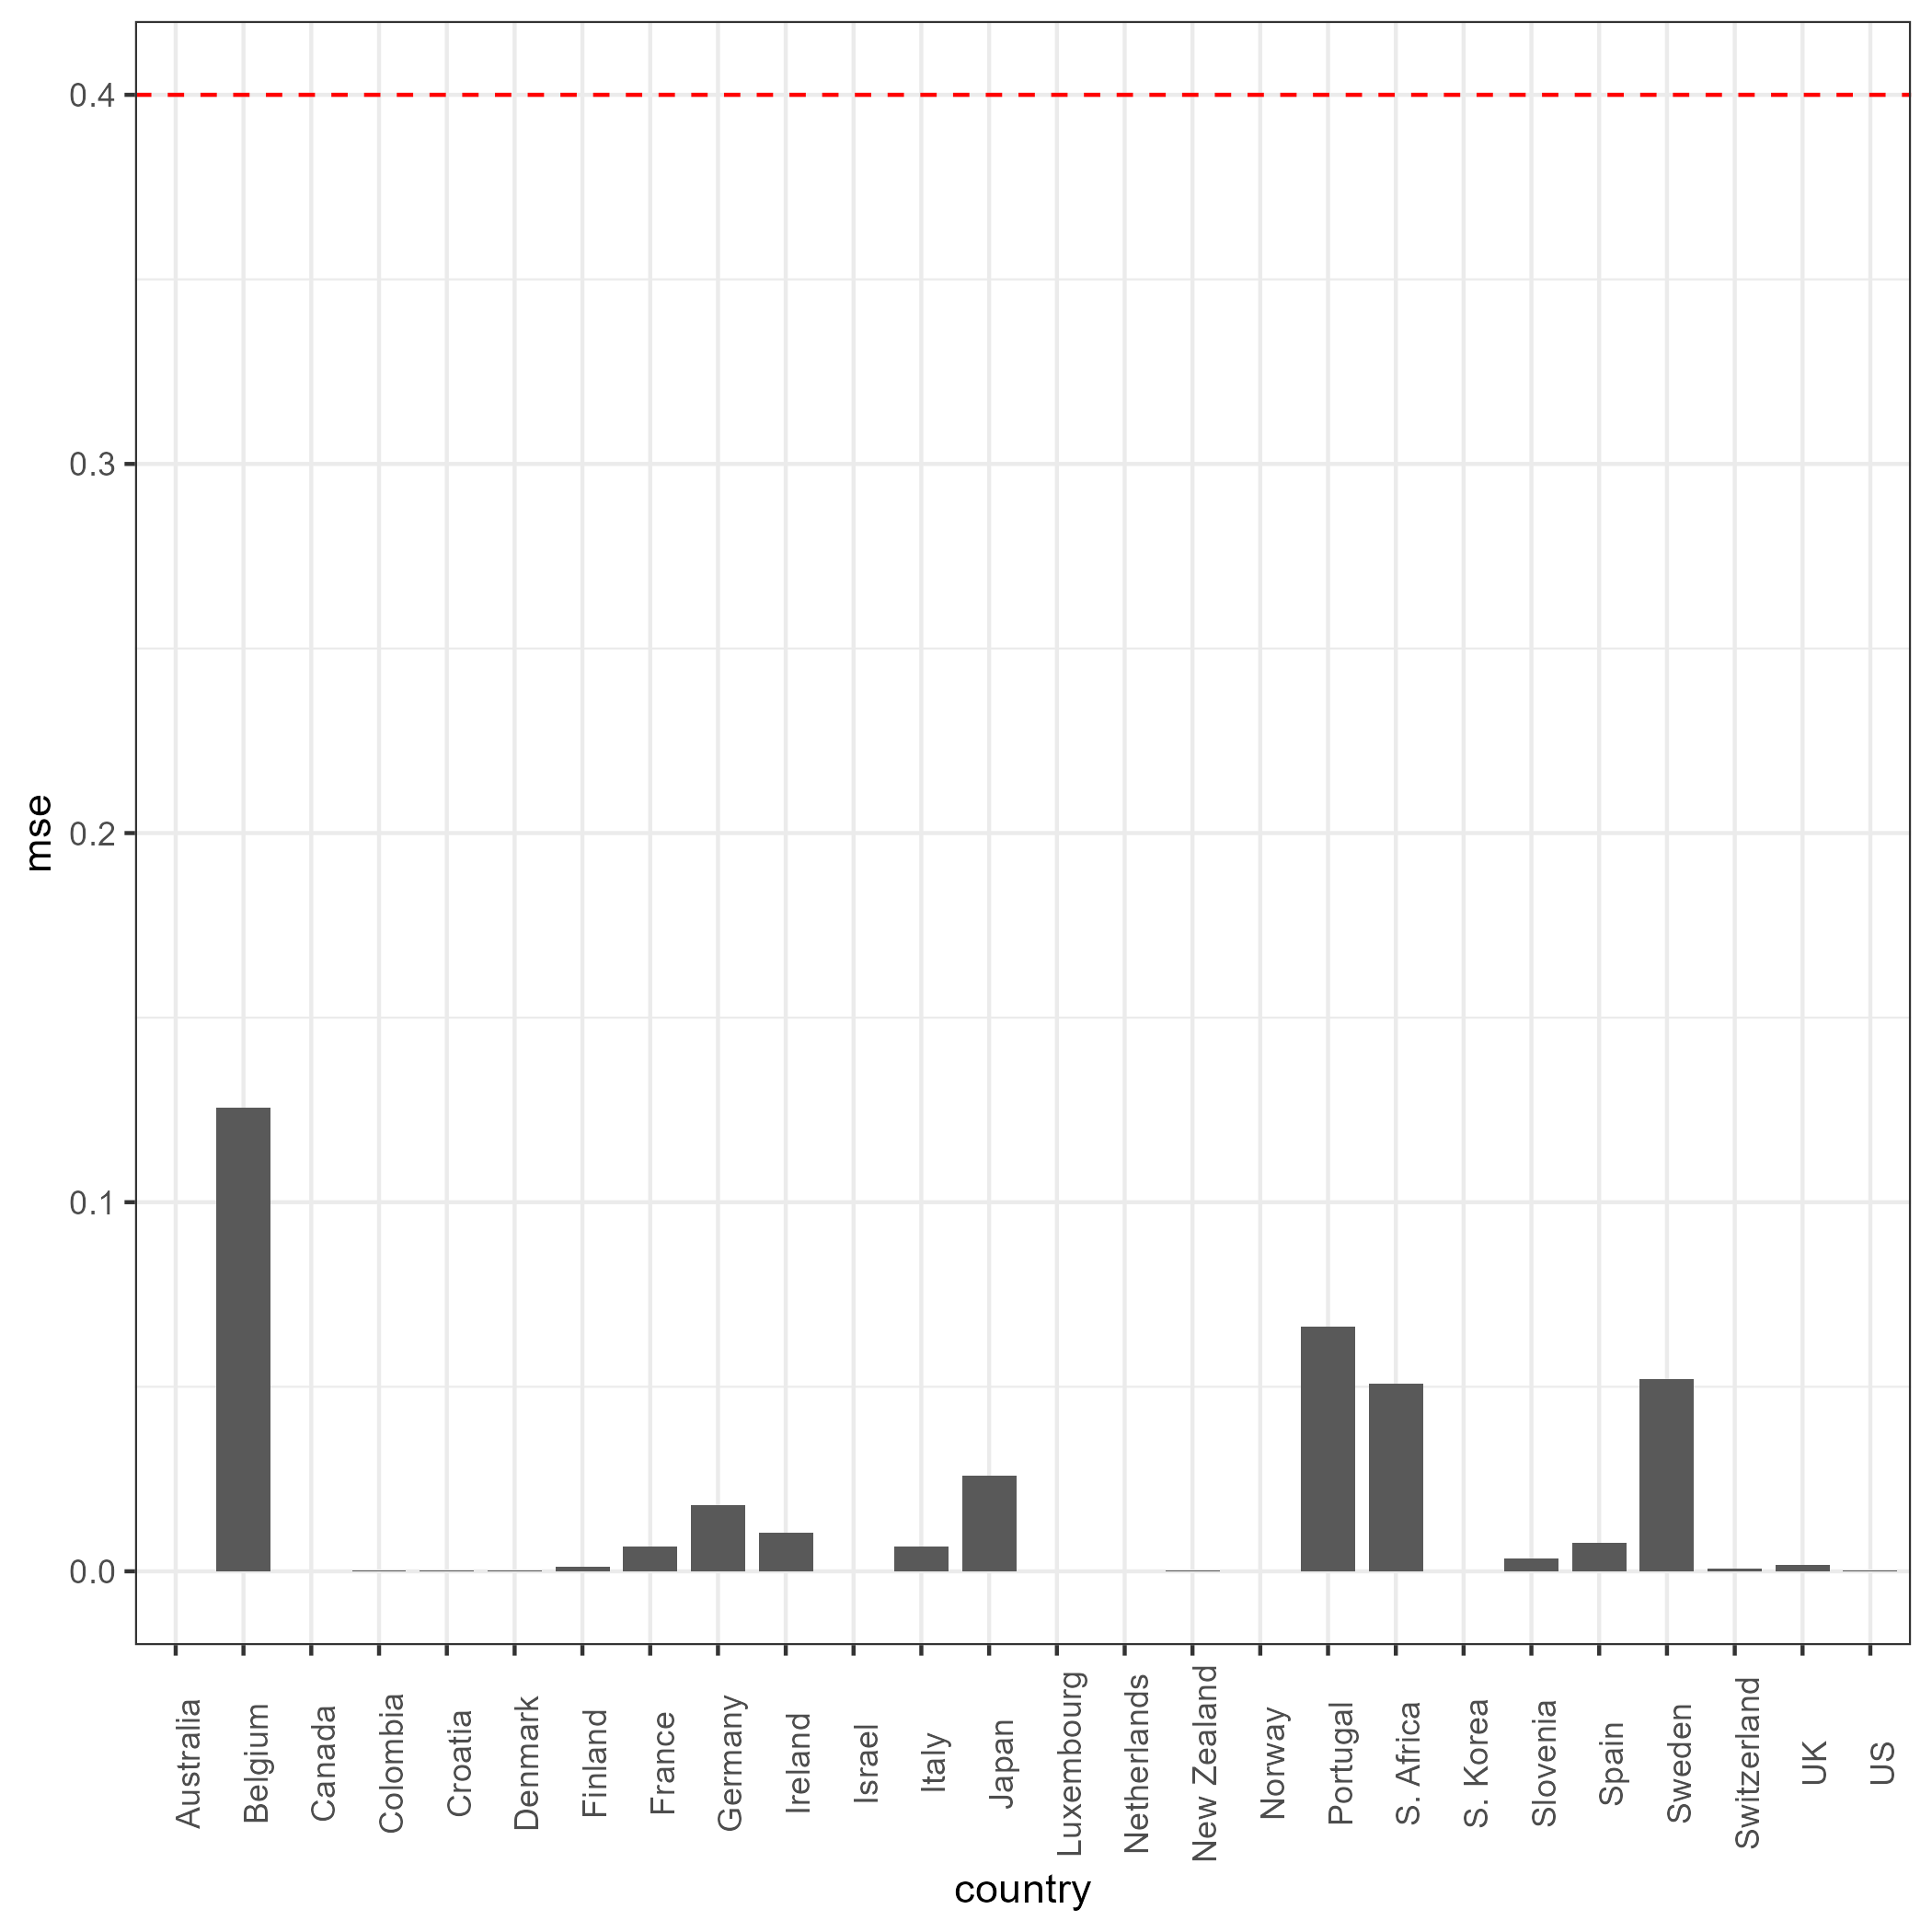 mse
0.4
0.3
0.2
0.1
0.0
Australia
Belgium
Canada
Colombia
Croatia
Denmark
Finland
France
Germany
Ireland
Israel
Italy
Japan
Luxembourg
Netherlands
New Zealand
Norway
Portugal
S. Africa
S. Korea
Slovenia
Spain
Sweden
Switzerland
UK
US
country